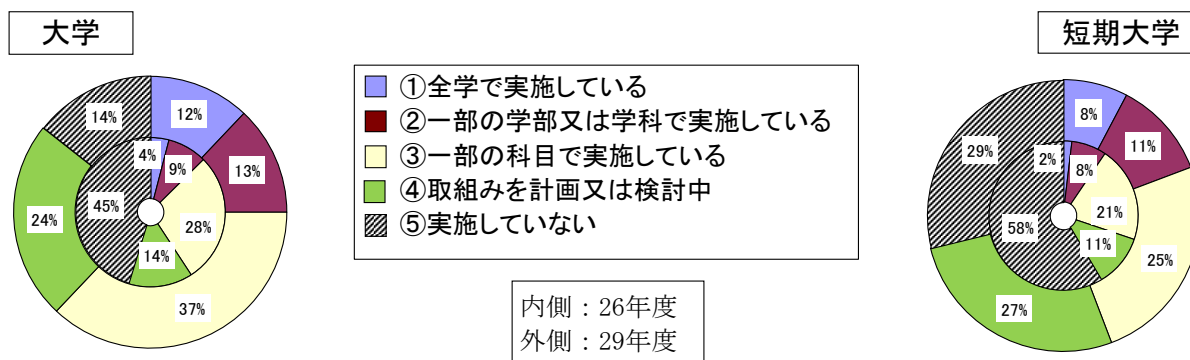 大学
短期大学
①全学で実施している
②一部の学部又は学科で実施している
③一部の科目で実施している
④取組みを計画又は検討中
⑤実施していない
内側：26年度
外側：29年度
12%
13%
37%
24%
14%
4%
9%
28%
14%
45%
8%
11%
25%
27%
29%
2%
8%
21%
11%
58%